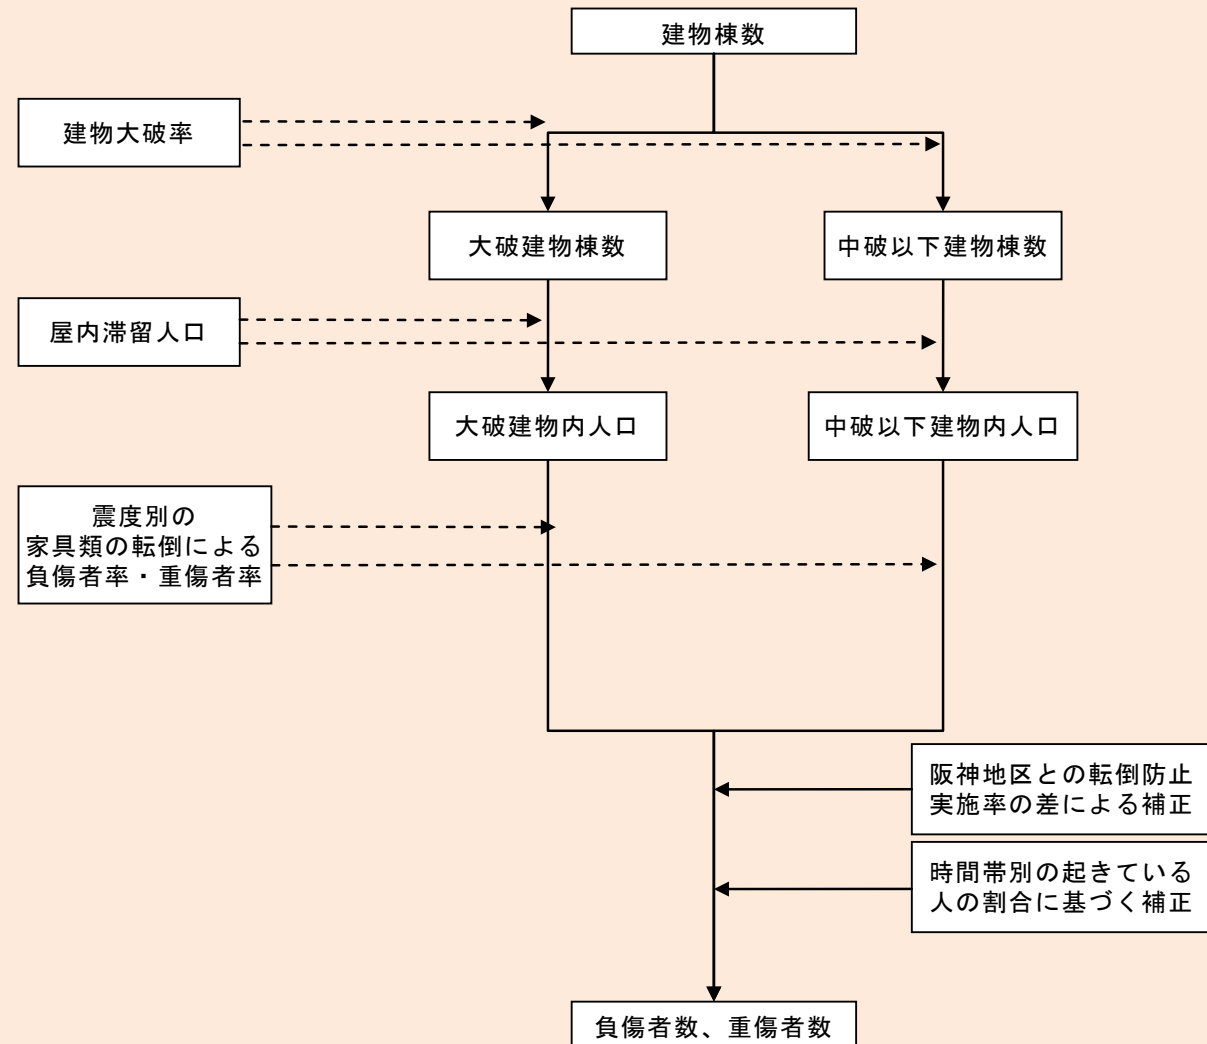 建物棟数
建物大破率
大破建物棟数
中破以下建物棟数
屋内滞留人口
大破建物内人口
中破以下建物内人口
震度別の
家具類の転倒による
負傷者率・重傷者率
阪神地区との転倒防止
実施率の差による補正
時間帯別の起きている
人の割合に基づく補正
負傷者数、重傷者数